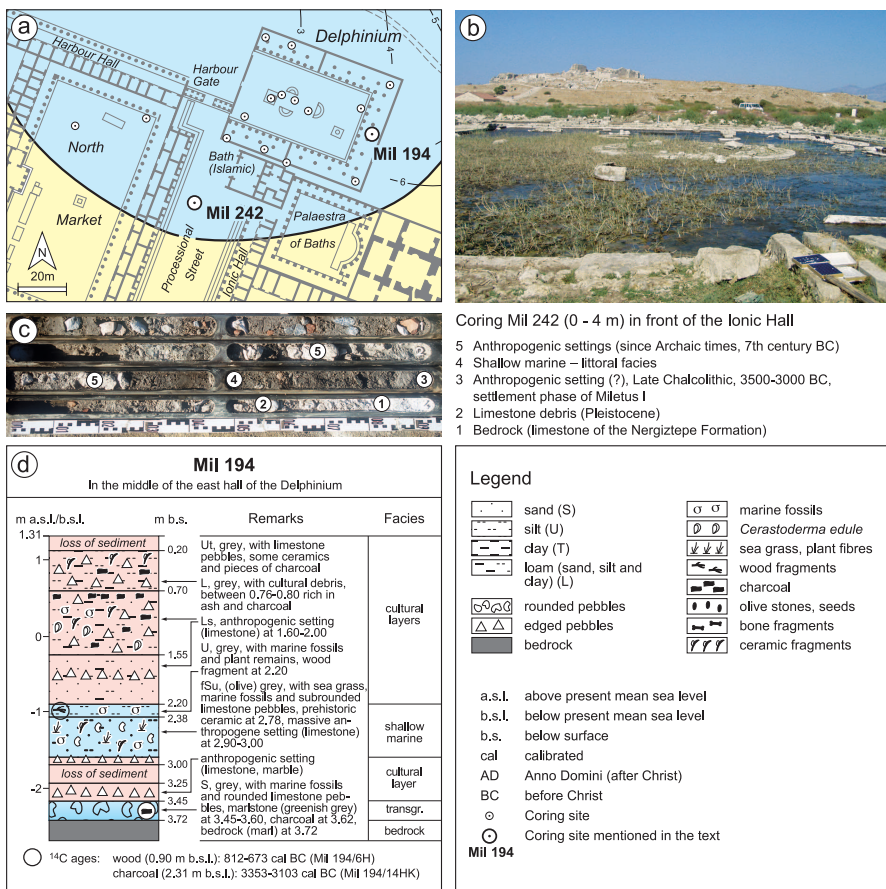 a
Delphinium
Harbour Hall
Harbour
Gate
3
4
5
5
6
North
Market
Bath
(Islamic)
Mil 194
Mil 242
Palaestra
of Baths
Processional
Street
Ionic Hall
N
20m
b
c
5
2
5
4
3
2
1
Coring Mil 242 (0 - 4 m) in front of the Ionic Hall
5 Anthropogenic settings (since Archaic times, 7th century BC)
4 Shallow marine – littoral facies
3 Anthropogenic setting (?), Late Chalcolithic, 3500-3000 BC,
settlement phase of Miletus I
2 Limestone debris (Pleistocene)
1 Bedrock (limestone of the Nergiztepe Formation)
d
Mil 194
In the middle of the east hall of the Delphinium
m a.s.l./b.s.l.
m b.s.
Remarks
Facies
1.31
1
0
-1
-2
loss of sediment
loss of sediment
0,20
0.70
1,55
2.20
2.38
3.00
3.25
3.45
3.72
Ut, grey, with limestone
pebbles, some ceramics
and pieces of charcoal
L, grey, with cultural debris,
between 0.76-0.80 rich in
ash and charcoal
Ls, anthropogenic setting
(limestone) at 1.60-2.00
U, grey, with marine fossils
and plant remains, wood
fragment at 2.20
fSu, (olive) grey, with sea grass,
marine fossils and subrounded
limestone pebbles, prehistoric
ceramic at 2.78, massive an-
thropogene setting (limestone)
at 2.90-3.00
anthropogenic setting
(limestone, marble)
S, grey, with marine fossils
and rounded limestone peb-
bles, marlstone (greenish grey)
at 3.45-3.60, charcoal at 3.62,
bedrock (marl) at 3.72
cultural
layers
shallow
marine
cultural
layer
transgr.
bedrock
14C ages: wood (0.90 m b.s.l.): 812-673 cal BC (Mil 194/6H)
charcoal (2.31 m b.s.l.): 3353-3103 cal BC (Mil 194/14HK)
Legend
sand (S)
silt (U)
clay (T)
loam (sand, silt and
clay) (L)
rounded pebbles
edged pebbles
bedrock
marine fossils
Cerastoderma edule
sea grass, plant fibres
wood fragments
charcoal
olive stones, seeds
bone fragments
ceramic fragments
a.s.l. above present mean sea level
b.s.l. below present mean sea level
b.s. below surface
cal calibrated
AD Anno Domini (after Christ)
BC before Christ
Coring site
Coring site mentioned in the text
Mil 194